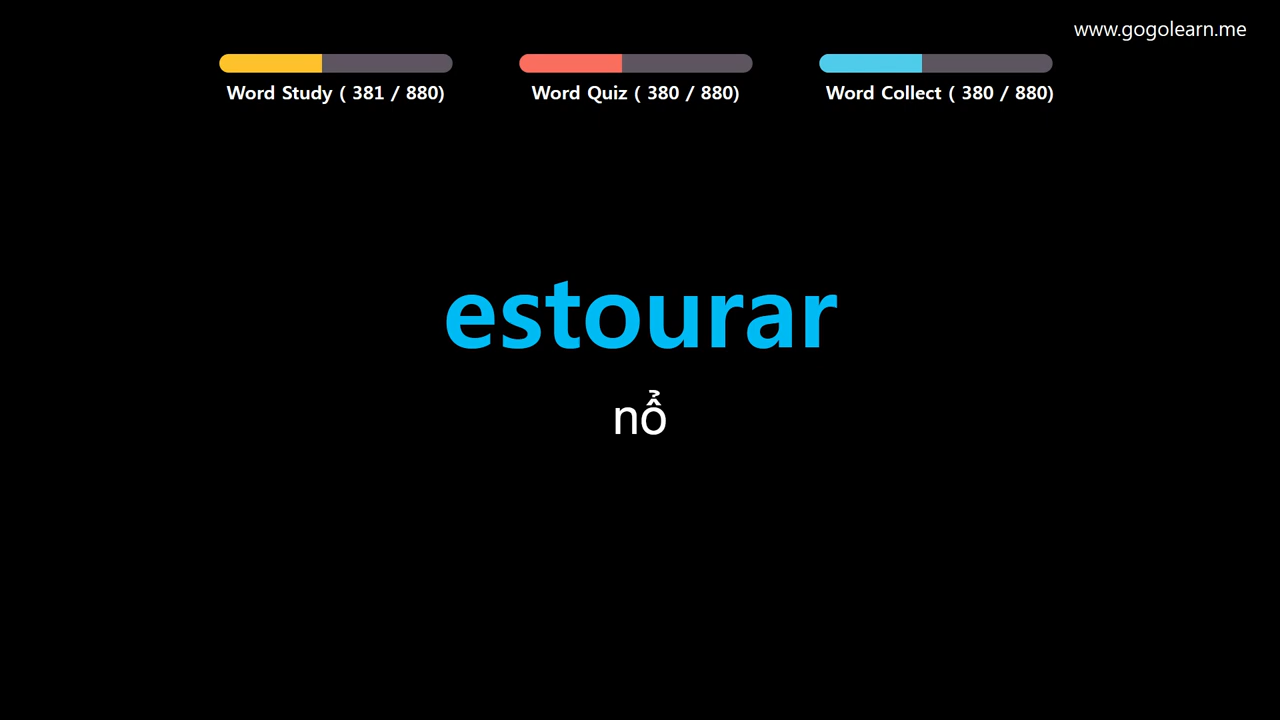 www.gogolearn.me
Word Study ( 381 / 880)
Word Quiz ( 380 / 880)
Word Collect ( 380 / 880)
estourar
nổ